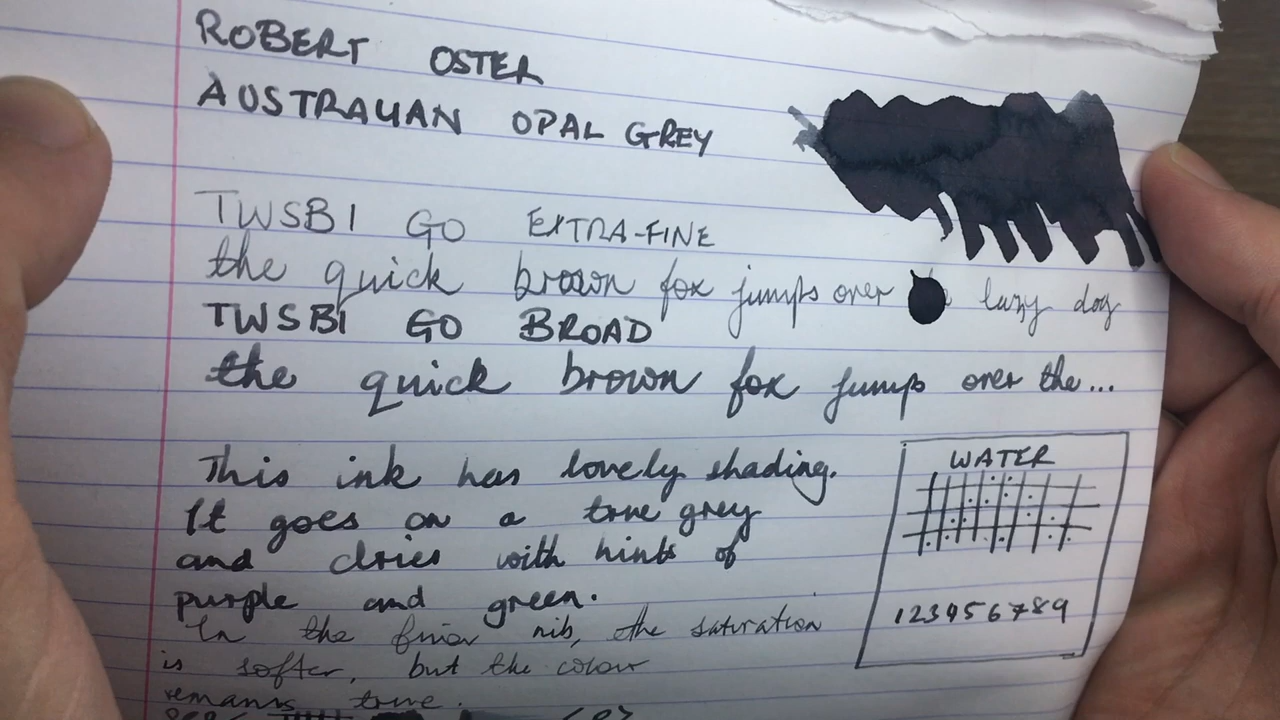 ROBERT OSTER
AUSTRALIAN OPAL GREY
TWSBI GO EXTRA-FINE
the quick brown fox jumps over lazy dog
TWSBI GO BROAD
the quick brown fox jump over the...
This ink has lovely shading.
It goes on a true grey
and dries with hints of
purple and green.
In the finer nib, the saturation
is softer, but the colour
remains true.
WATER
123456789